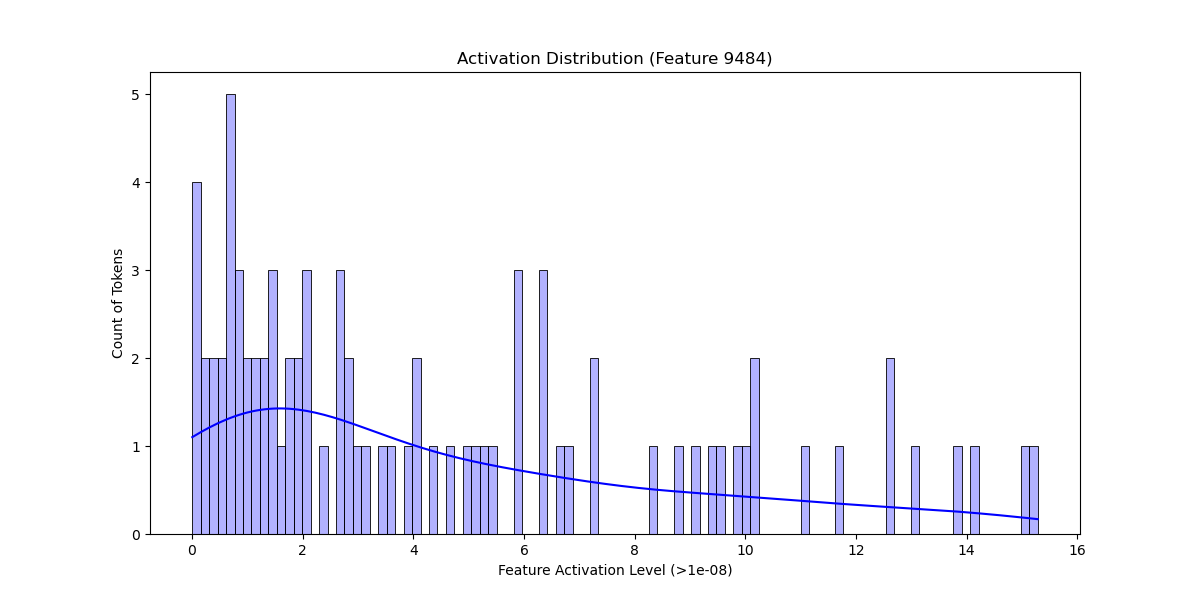 Activation Distribution (Feature 9484)
Count of Tokens
5
4
3
2
1
0
0 2 4 6 8 10 12 14 16
Feature Activation Level (>1e-08)